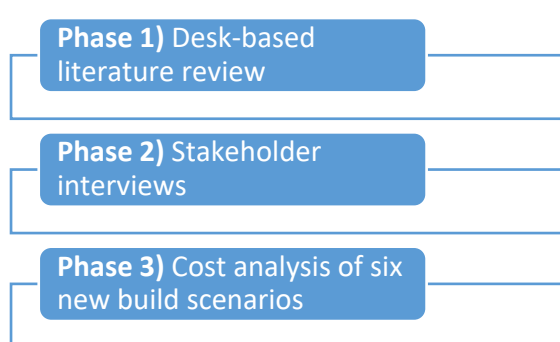 Phase 1) Desk-based
literature review
Phase 2) Stakeholder
interviews
Phase 3) Cost analysis of six
new build scenarios